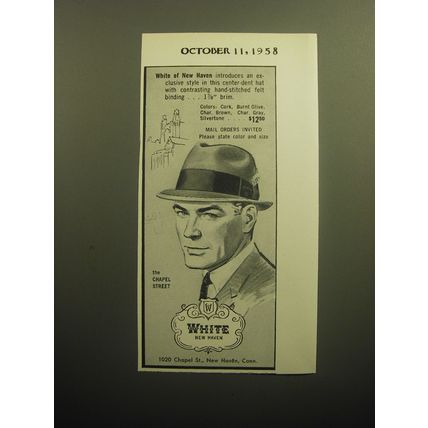 OCTOBER 11, 1958
White of New Haven introduces an ex-
clusive style in this center-dent hat
with contrasting hand-stitched felt
binding . . . 1⅞" brim.
Colors: Cork, Burnt Olive,
Char. Brown, Char. Gray,
Silvertone . . . $12.50
MAIL ORDERS INVITED
Please state color and size
the
CHAPEL
STREET
W
WHITE
NEW HAVEN
1020 Chapel St., New Haven, Conn.